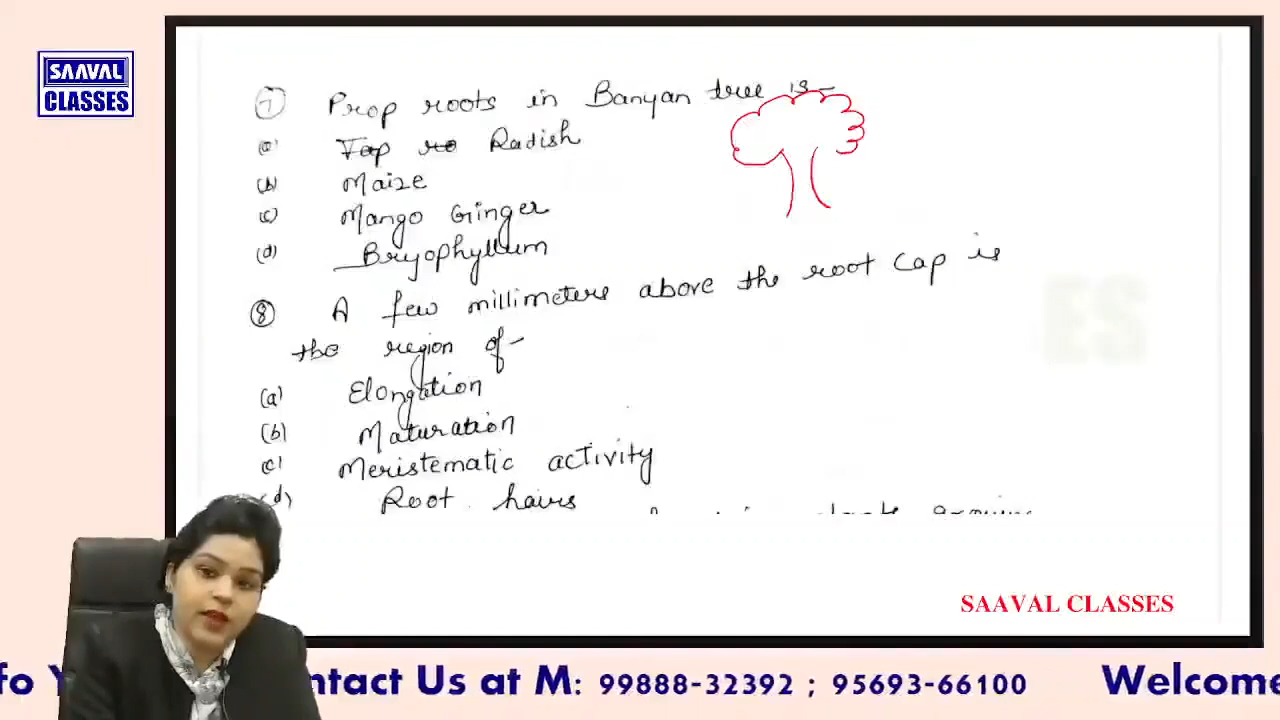 SAAVAL
CLASSES
7 Prop roots in Banyan tree is-
(a) Tap ro Radish
(b) Maize
(c) Mango Ginger
(d) Bryophyllum
8 A few millimeters above the root cap is
the region of-
(a) Elongation
(b) Maturation
(c) Meristematic activity
(d) Root hairs
ES
SAAVAL CLASSES
fo Y ntact Us at M: 99888-32392 ; 95693-66100 Welcome